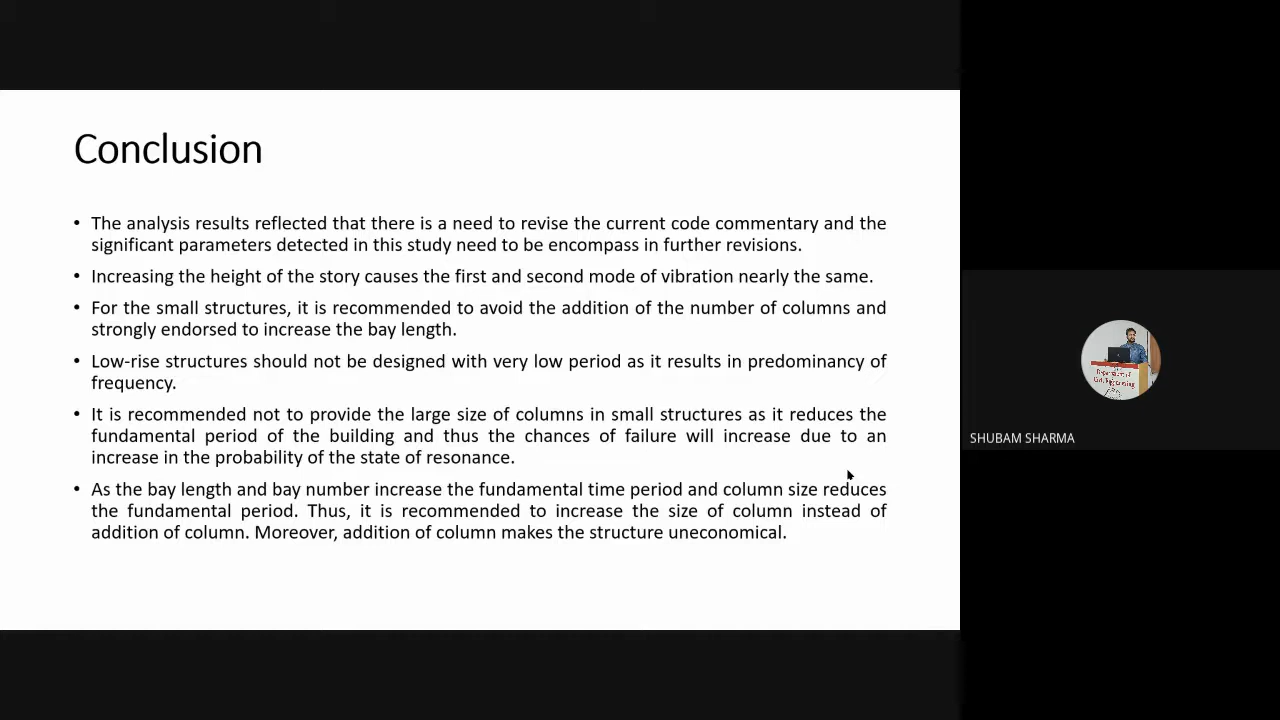 Conclusion
• The analysis results reflected that there is a need to revise the current code commentary and the
significant parameters detected in this study need to be encompass in further revisions.
• Increasing the height of the story causes the first and second mode of vibration nearly the same.
• For the small structures, it is recommended to avoid the addition of the number of columns and
strongly endorsed to increase the bay length.
• Low-rise structures should not be designed with very low period as it results in predominancy of
frequency.
• It is recommended not to provide the large size of columns in small structures as it reduces the
fundamental period of the building and thus the chances of failure will increase due to an
increase in the probability of the state of resonance.
• As the bay length and bay number increase the fundamental time period and column size reduces
the fundamental period. Thus, it is recommended to increase the size of column instead of
addition of column. Moreover, addition of column makes the structure uneconomical.
SHUBAM SHARMA